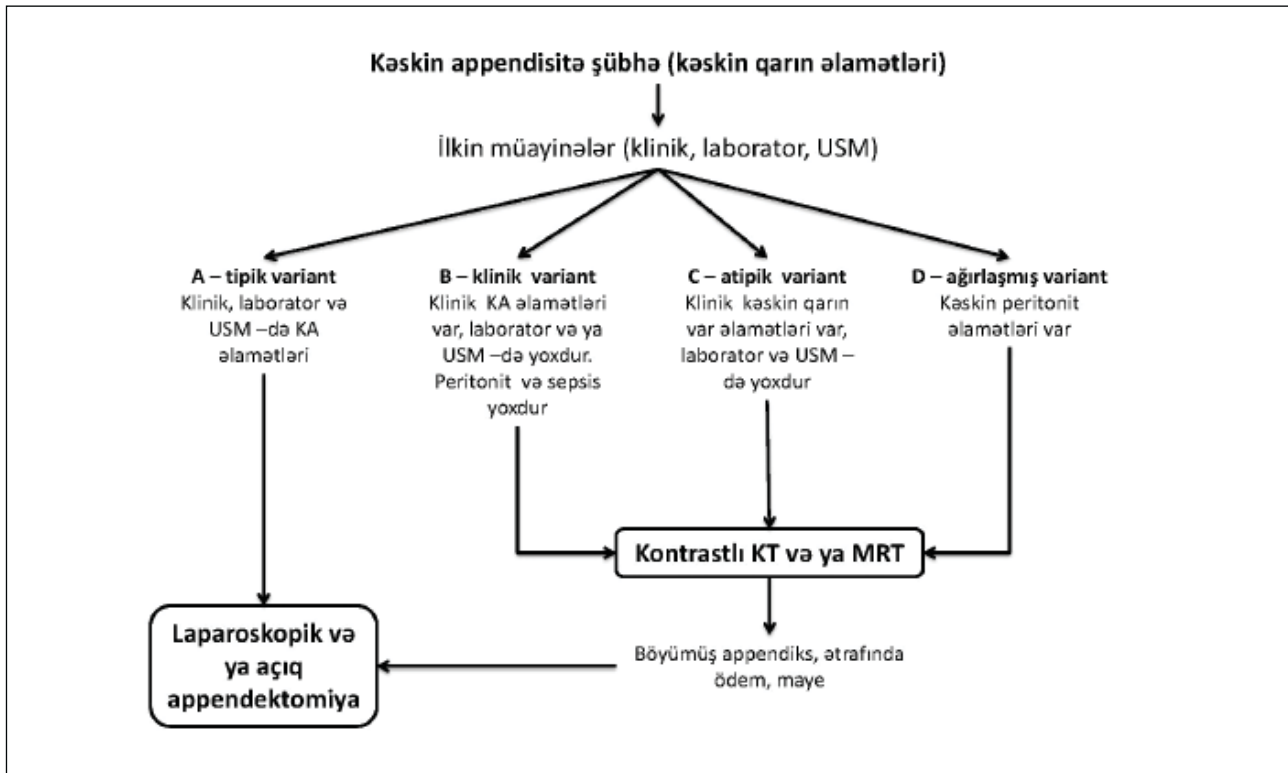 Kəskin appendisitə şübhə (kəskin qarın əlamətləri)
İlkin müayinələr (klinik, laborator, USM)
A – tipik variant
Klinik, laborator və
USM –də KA
əlamətləri
B – klinik variant
Klinik KA əlamətləri
var, laborator və ya
USM –də yoxdur.
Peritonit və sepsis
yoxdur
C – atipik variant
Klinik kəskin qarın
var əlamətləri var,
laborator və USM –
də yoxdur
D – ağırlaşmış variant
Kəskin peritonit
əlamətləri var
Kontrastlı KT və ya MRT
Laparoskopik və
ya açıq
appendektomiya
Böyümüş appendiks, ətrafında
ödem, maye